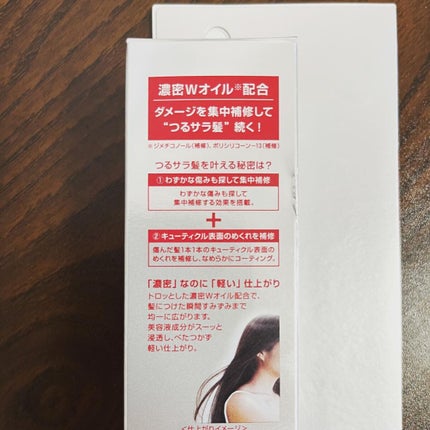 濃密Wオイル※配合
ダメージを集中補修して
“つるサラ髪”続く!
※ジメチコノール(補修)、ポリシリコーン-13(補修)
つるサラ髪を叶える秘密は?
①わずかな傷みも探して集中補修
わずかな傷みも探して
集中補修する効果を搭載。
+
②キューティクル表面のめくれを補修
傷んだ髪1本1本のキューティクル表面の
めくれを補修し、なめらかにコーティング。
「濃密」なのに「軽い」仕上がり
トロッとした濃密Wオイル配合で、
髪につけた瞬間すみずみまで
均一に広がります。
美容液成分がスーッと
浸透し、べたつかず
軽い仕上がり。
<仕上がりイメージ>